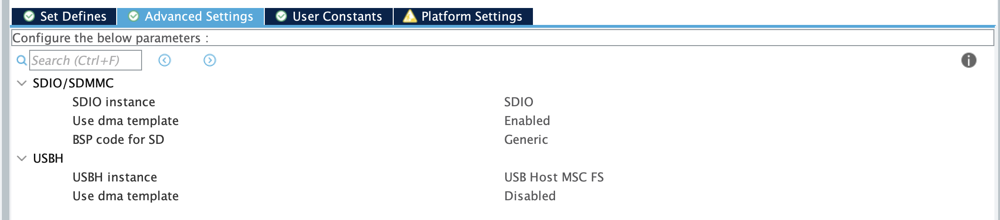 Set Defines Advanced Settings User Constants Platform Settings
Configure the below parameters :
Search (Ctrl+F)
SDIO/SDMMC
SDIO instance SDIO
Use dma template Enabled
BSP code for SD Generic
USBH
USBH instance USB Host MSC FS
Use dma template Disabled